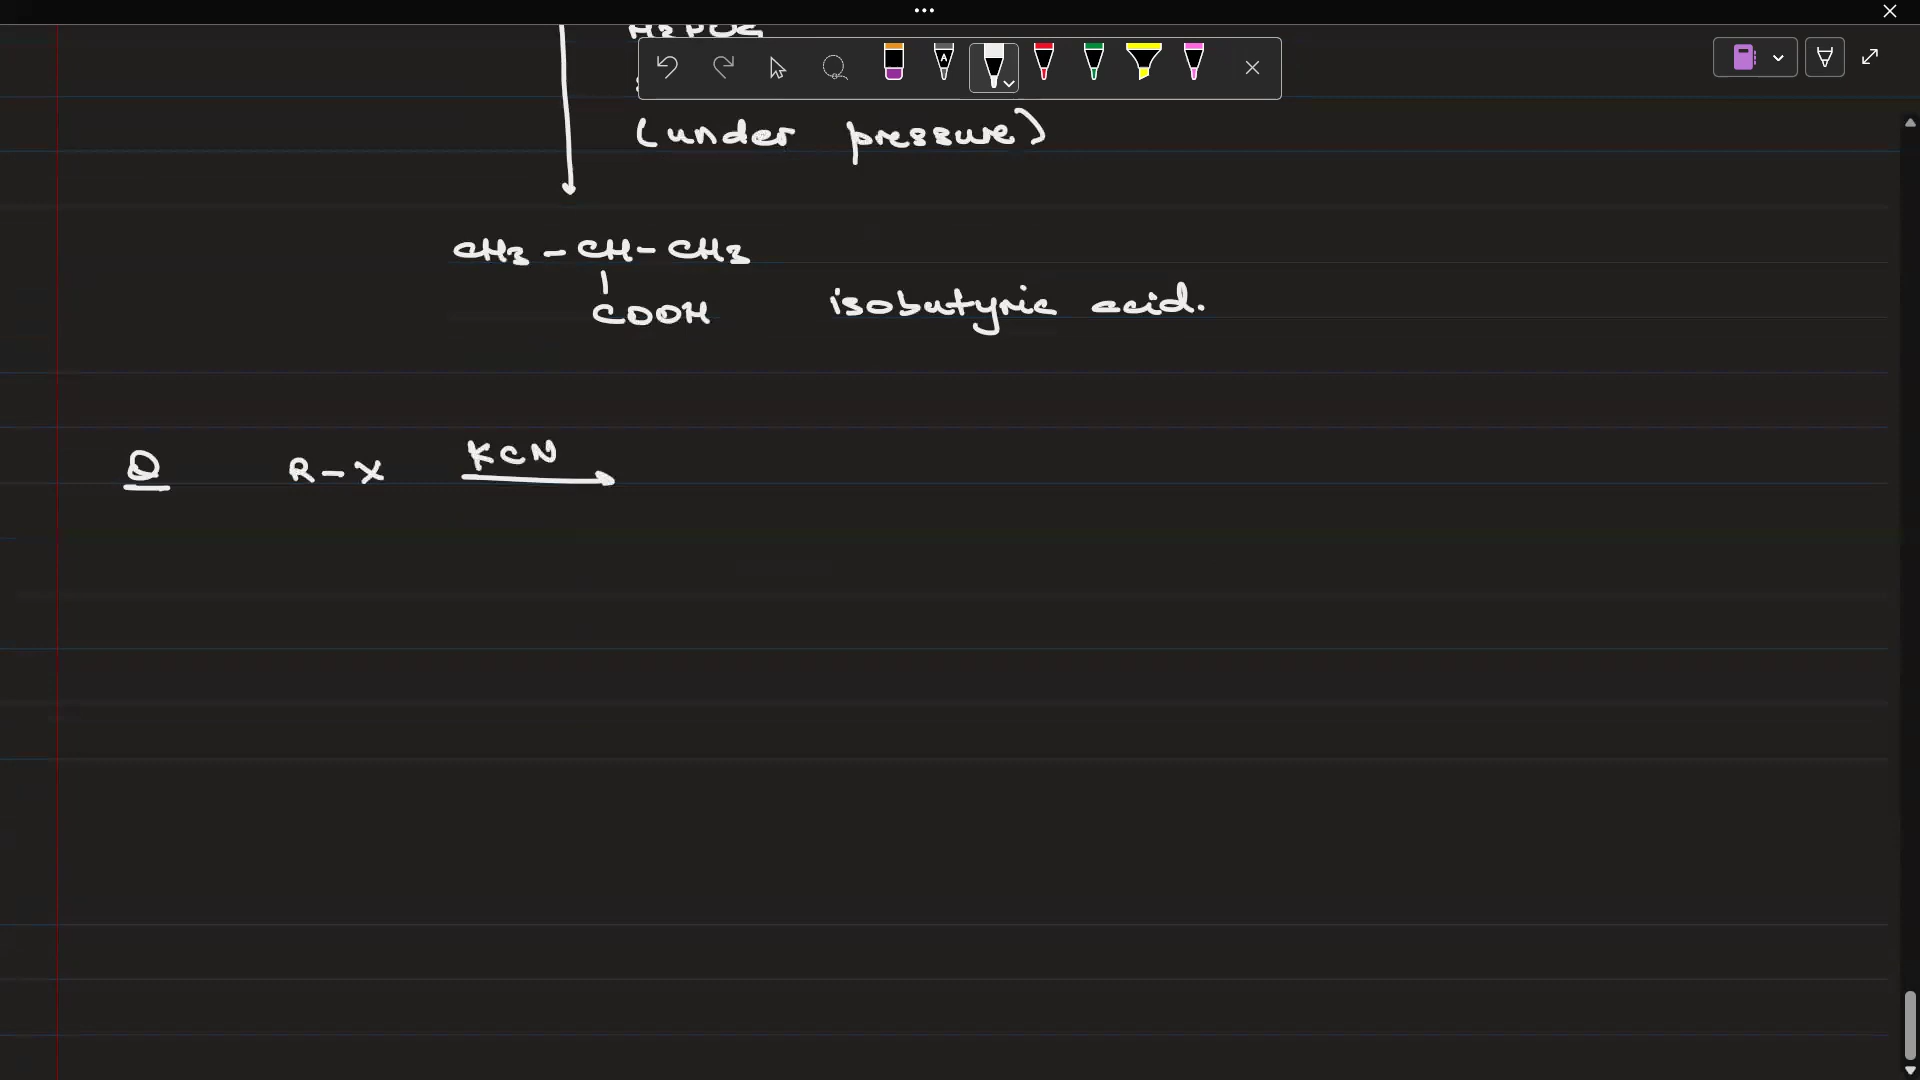 (under pressure)
CH3 - CH - CH3
|
COOH isobutyric acid.
Q R - X KCN